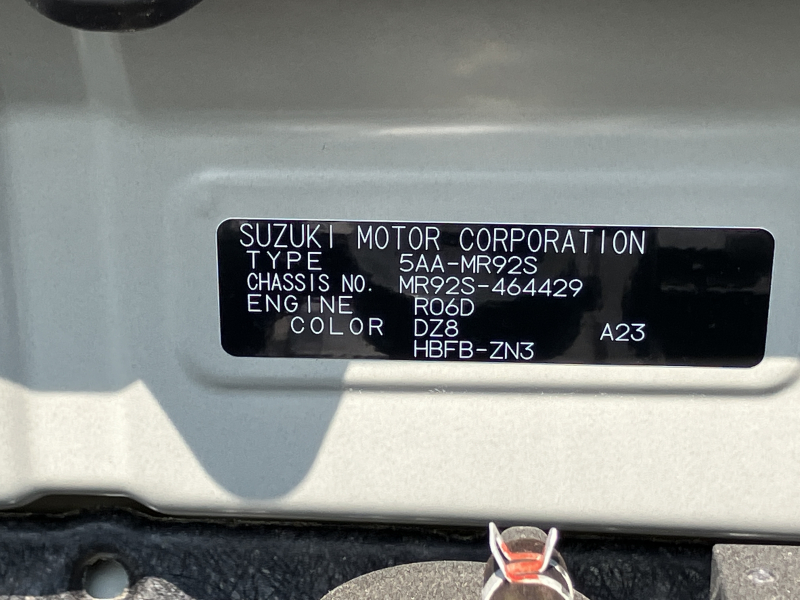 SUZUKI MOTOR CORPORATION
TYPE 5AA-MR92S
CHASSIS NO. MR92S-464429
ENGINE R06D
COLOR DZ8 A23
HBFB-ZN3